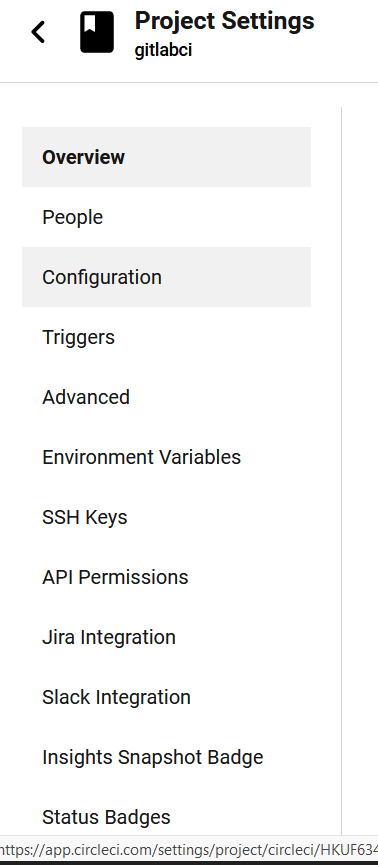 Project Settings
gitlabci
Overview
People
Configuration
Triggers
Advanced
Environment Variables
SSH Keys
API Permissions
Jira Integration
Slack Integration
Insights Snapshot Badge
Status Badges
https://app.circleci.com/settings/project/circleci/HKUF634